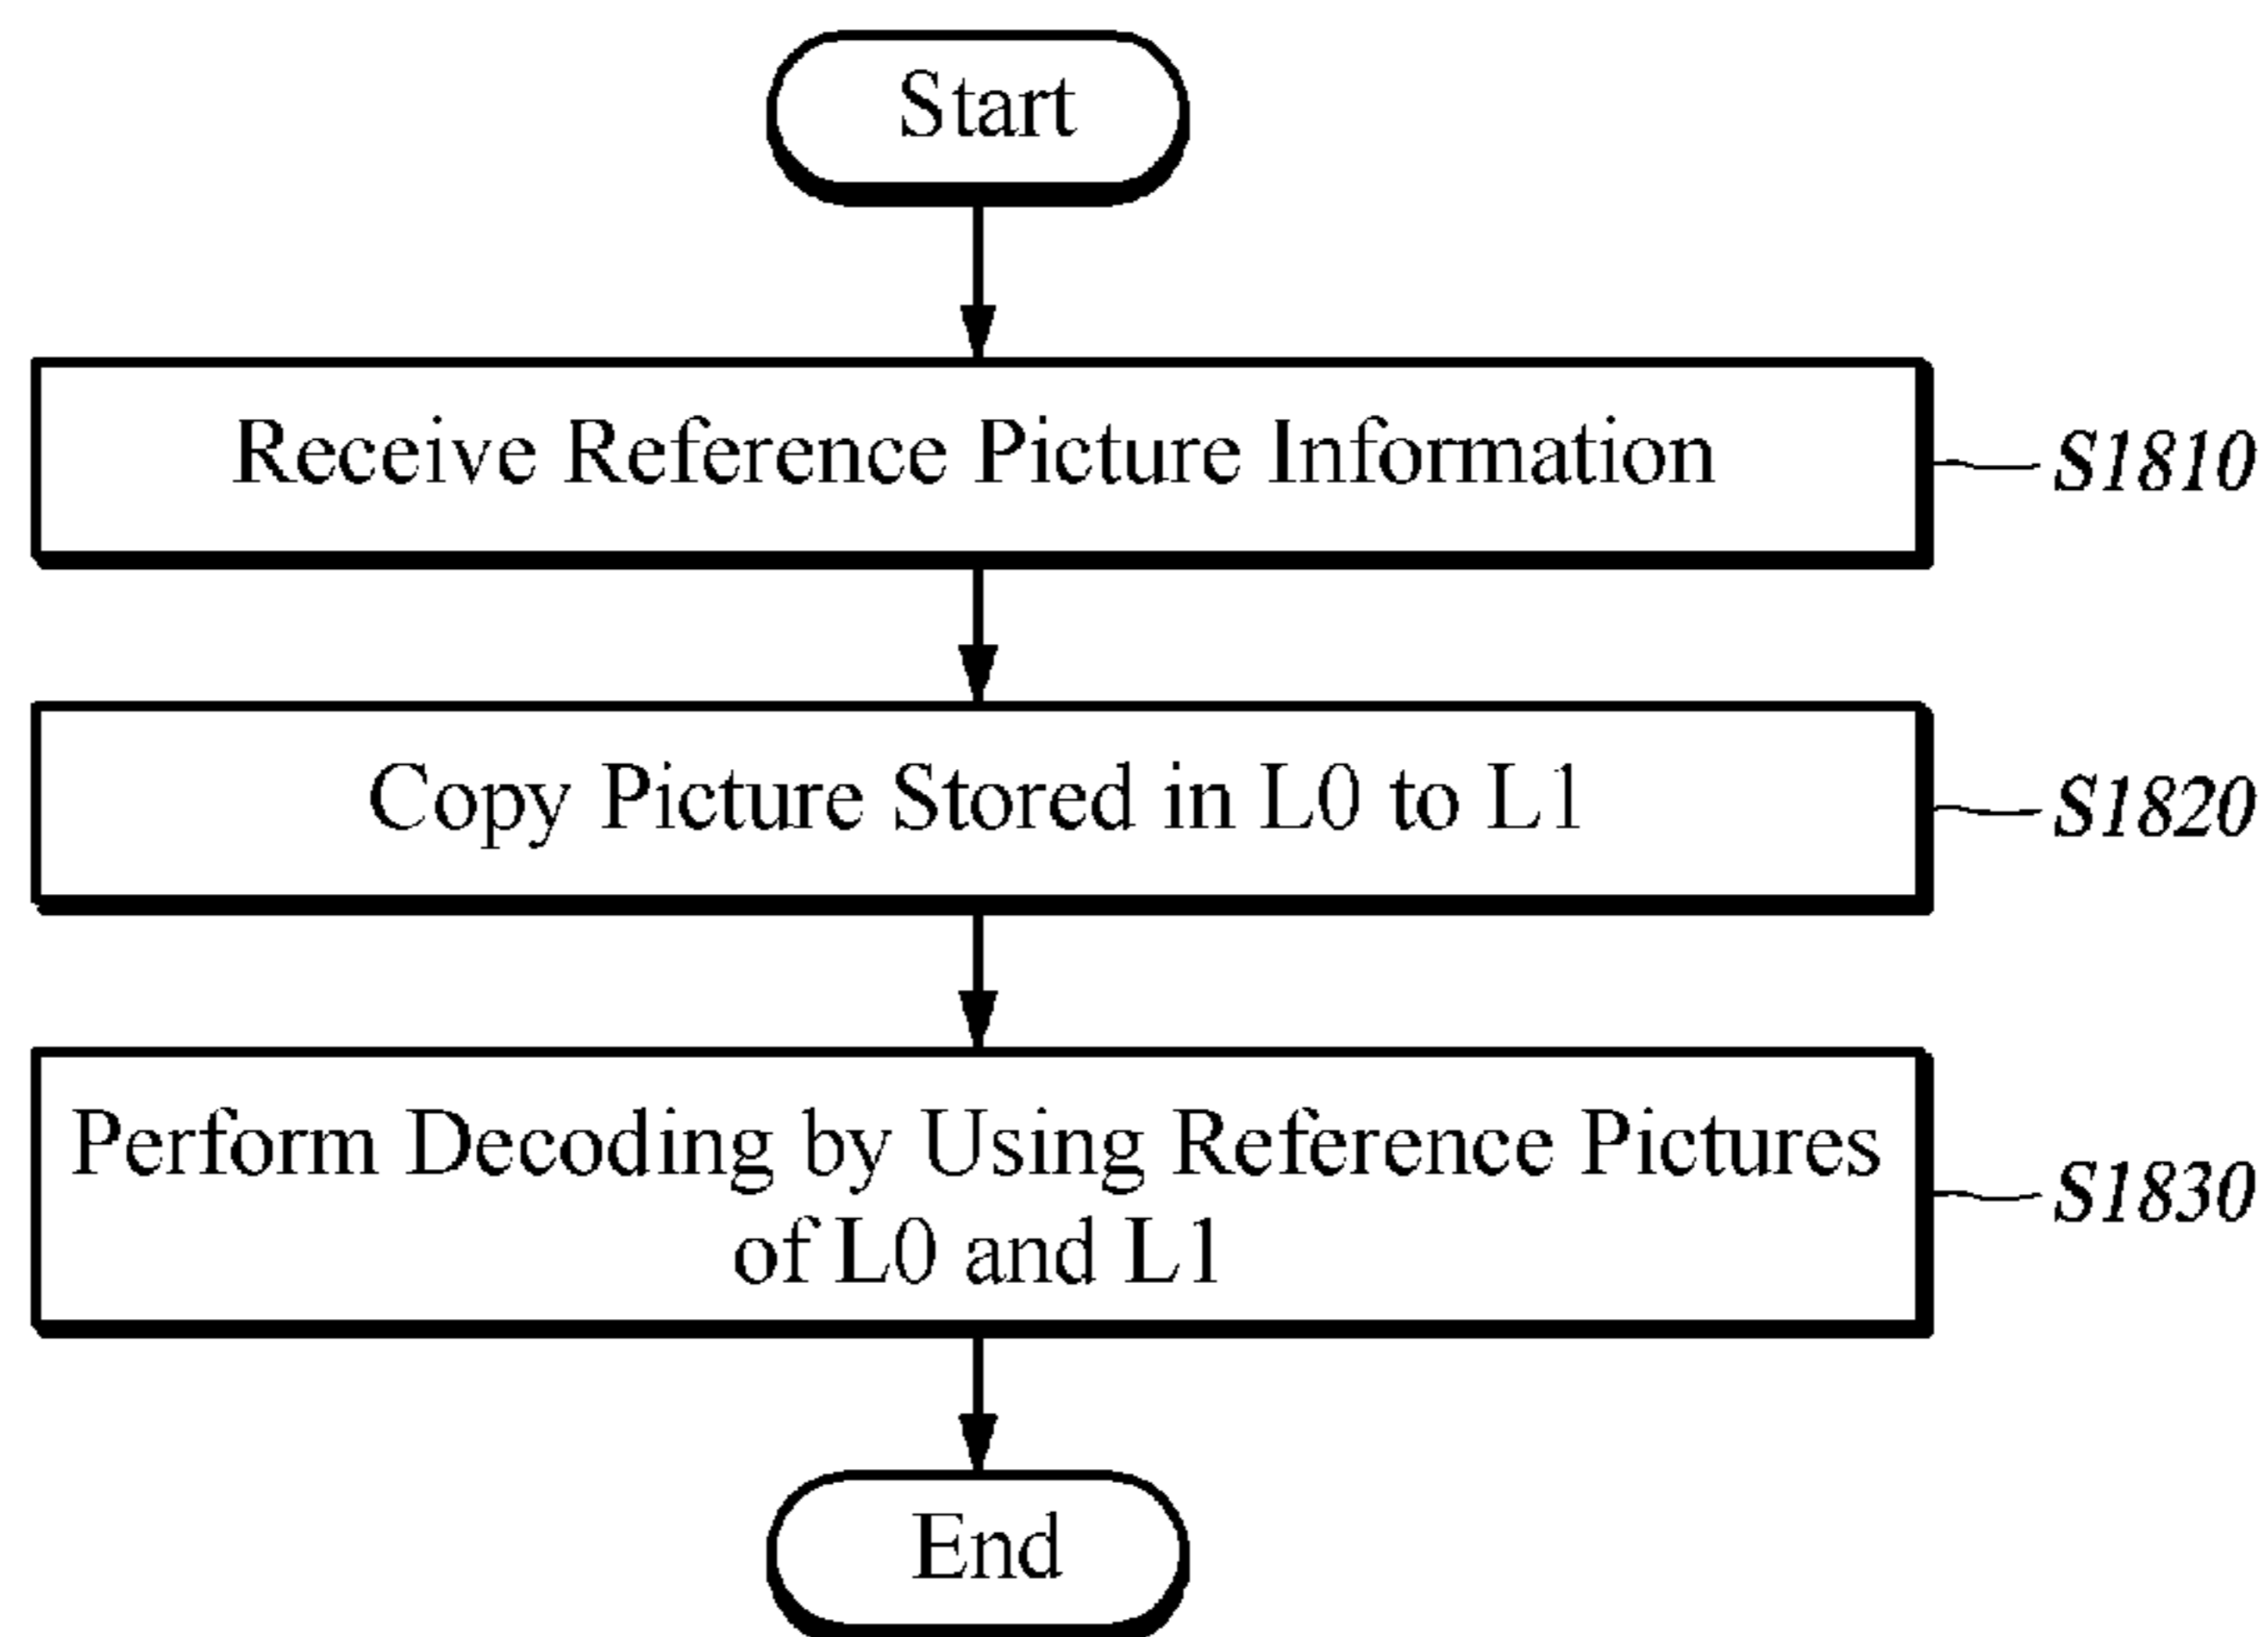 Start
Receive Reference Picture Information
S1810
Copy Picture Stored in L0 to L1
S1820
Perform Decoding by Using Reference Pictures
of L0 and L1
S1830
End